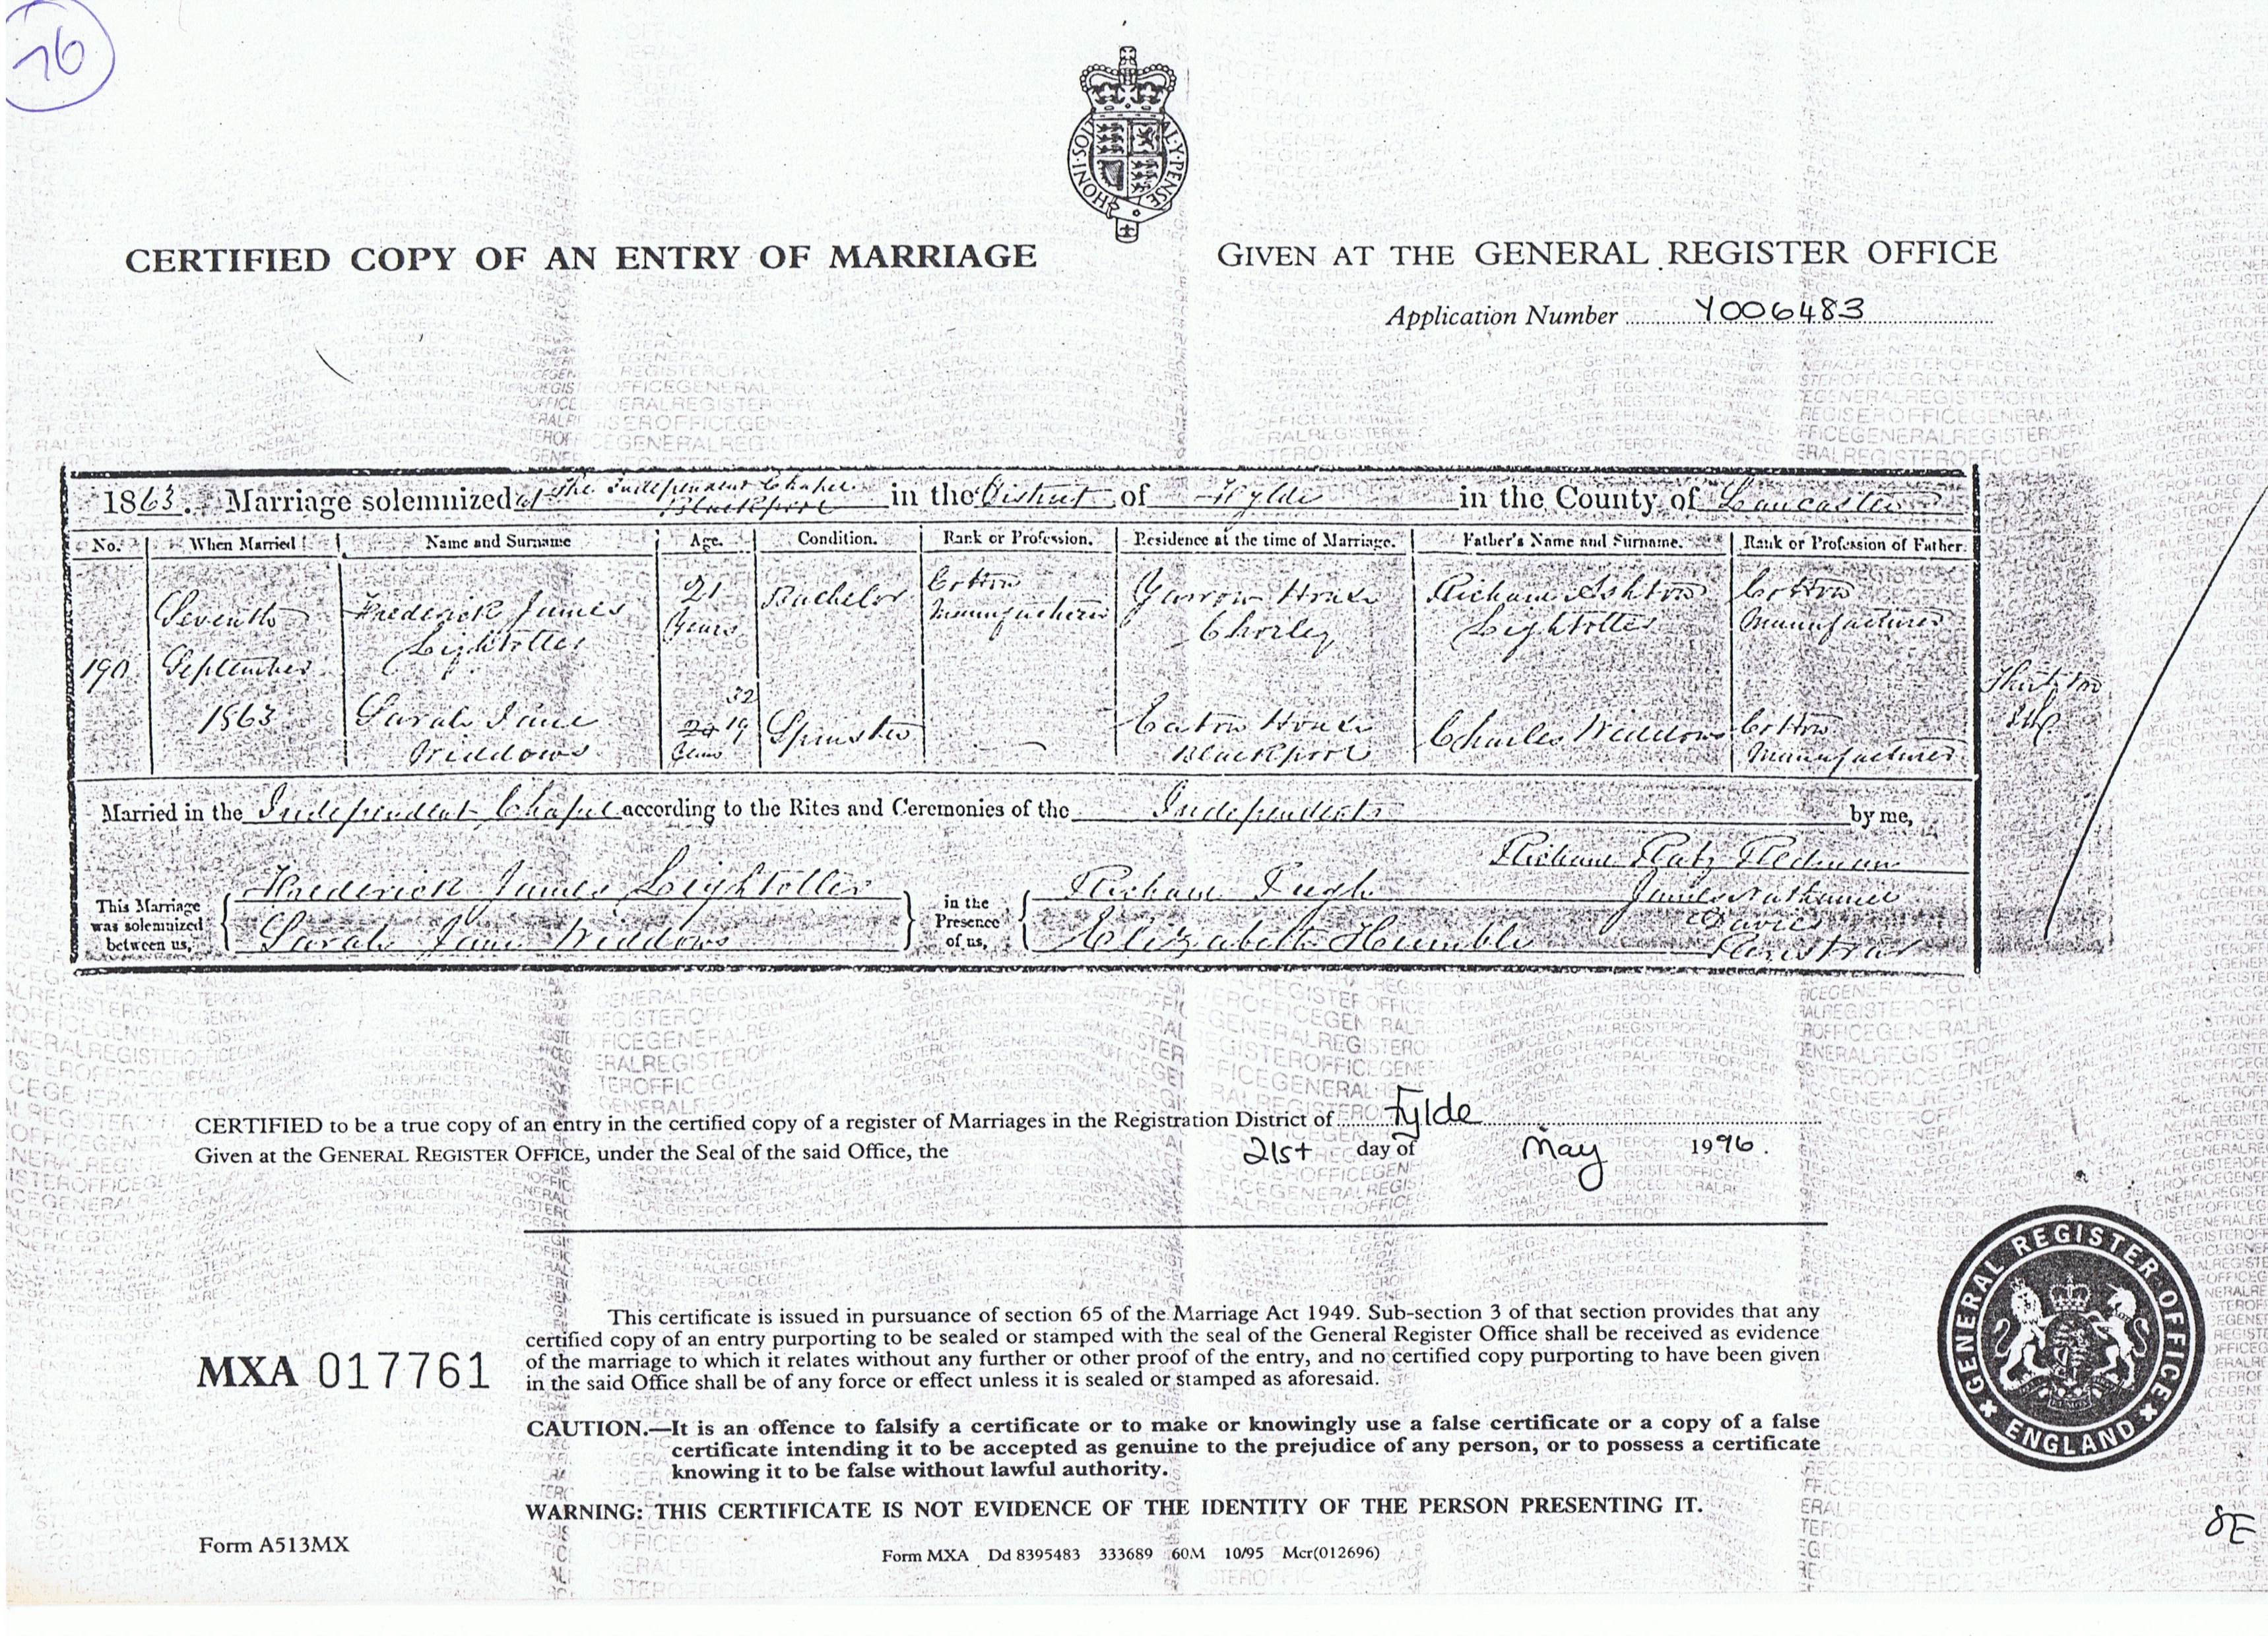 76
HONI·SOIT
AL·Y·PENSE
CERTIFIED COPY OF AN ENTRY OF MARRIAGE
GIVEN AT THE GENERAL REGISTER OFFICE
Application Number Y006483
1863. Marriage solemnized at the Independent Chapel Blackpool in the District of Fylde in the County of Lancaster
No. When Married Name and Surname Age. Condition. Rank or Profession. Residence at the time of Marriage. Father's Name and Surname. Rank or Profession of Father.
190 Seventh September 1863
Frederick James Lightoller 21 Years Bachelor Cotton Manufacturer Yarrow House Chorley Richard Ashton Lightoller Cotton Manufacturer
Sarah Jane Widdows 19 Years Spinster Eaton House Blackpool Charles Widdows Cotton Manufacturer
Married in the Independent Chapel according to the Rites and Ceremonies of the Independents by me,
This Marriage was solemnized between us,
Frederick James Lightoller
Sarah Jane Widdows
in the Presence of us,
Richard Pugh
Elizabeth Humble
Richard Redman
James Nathaniel
Davies
Registrar
CERTIFIED to be a true copy of an entry in the certified copy of a register of Marriages in the Registration District of Fylde
Given at the GENERAL REGISTER OFFICE, under the Seal of the said Office, the 21st day of May 1996.
This certificate is issued in pursuance of section 65 of the Marriage Act 1949. Sub-section 3 of that section provides that any
certified copy of an entry purporting to be sealed or stamped with the seal of the General Register Office shall be received as evidence
of the marriage to which it relates without any further or other proof of the entry, and no certified copy purporting to have been given
in the said Office shall be of any force or effect unless it is sealed or stamped as aforesaid.
MXA 017761
CAUTION.—It is an offence to falsify a certificate or to make or knowingly use a false certificate or a copy of a false
certificate intending it to be accepted as genuine to the prejudice of any person, or to possess a certificate
knowing it to be false without lawful authority.
WARNING: THIS CERTIFICATE IS NOT EVIDENCE OF THE IDENTITY OF THE PERSON PRESENTING IT.
GENERAL REGISTER OFFICE
ENGLAND
Form A513MX
Form MXA Dd 8395483 333689 60M 10/95 Mcr(012696)